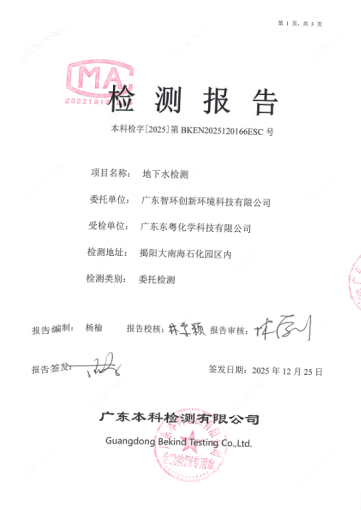 第 1 页，共 3 页
MA
检 测 报 告
本科检字[2025]第 BKEN2025120166ESC 号
项目名称： 地下水检测
委托单位： 广东智环创新环境科技有限公司
受检单位： 广东东粤化学科技有限公司
检测地址： 揭阳大南海石化园区内
检测类别： 委托检测
报告编制： 杨榆 报告校核： 报告审核：
报告签发： 签发日期：2025 年 12 月 25 日
广东本科检测有限公司
Guangdong Bekind Testing Co.,Ltd.